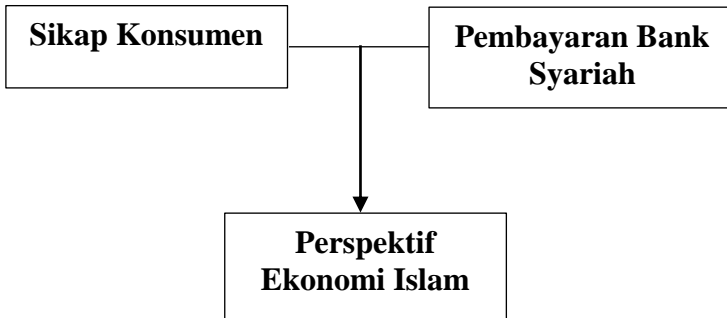 Sikap Konsumen
Pembayaran Bank
Syariah
Perspektif
Ekonomi Islam